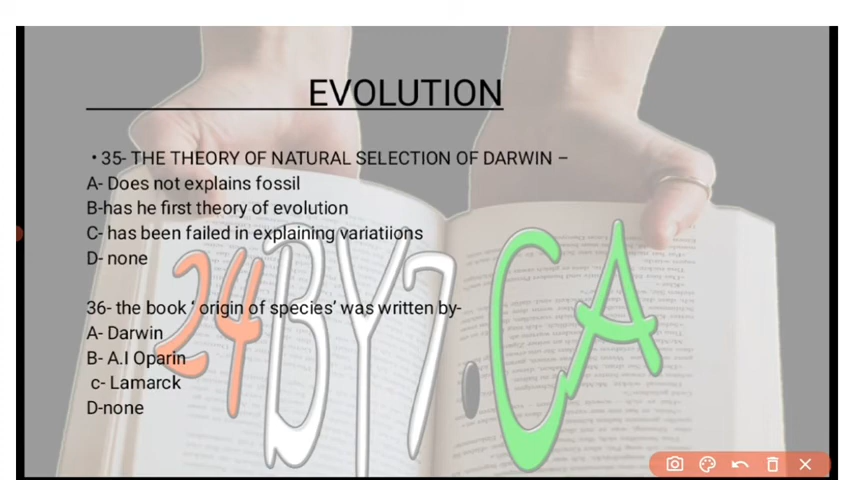 EVOLUTION
• 35- THE THEORY OF NATURAL SELECTION OF DARWIN –
A- Does not explains fossil
B-has he first theory of evolution
C- has been failed in explaining variatiions
D- none
36- the book ‘ origin of species’ was written by-
A- Darwin
B- A.I Oparin
c- Lamarck
D-none
24BY7.CA